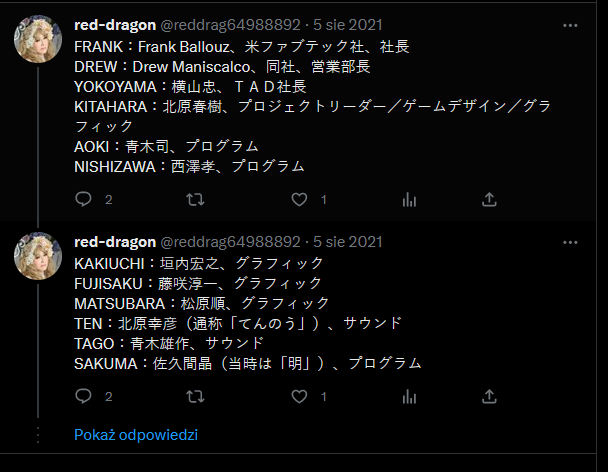 red-dragon @reddrag64988892 · 5 sie 2021
FRANK：Frank Ballouz、米ファブテック社、社長
DREW：Drew Maniscalco、同社、営業部長
YOKOYAMA：横山忠、ＴＡＤ社長
KITAHARA：北原春樹、プロジェクトリーダー／ゲームデザイン／グラ
フィック
AOKI：青木司、プログラム
NISHIZAWA：西澤孝、プログラム
2
1
red-dragon @reddrag64988892 · 5 sie 2021
KAKIUCHI：垣内宏之、グラフィック
FUJISAKU：藤咲淳一、グラフィック
MATSUBARA：松原順、グラフィック
TEN：北原幸彦（通称「てんのう」）、サウンド
TAGO：青木雄作、サウンド
SAKUMA：佐久間晶（当時は「明」）、プログラム
2
1
Pokaż odpowiedzi